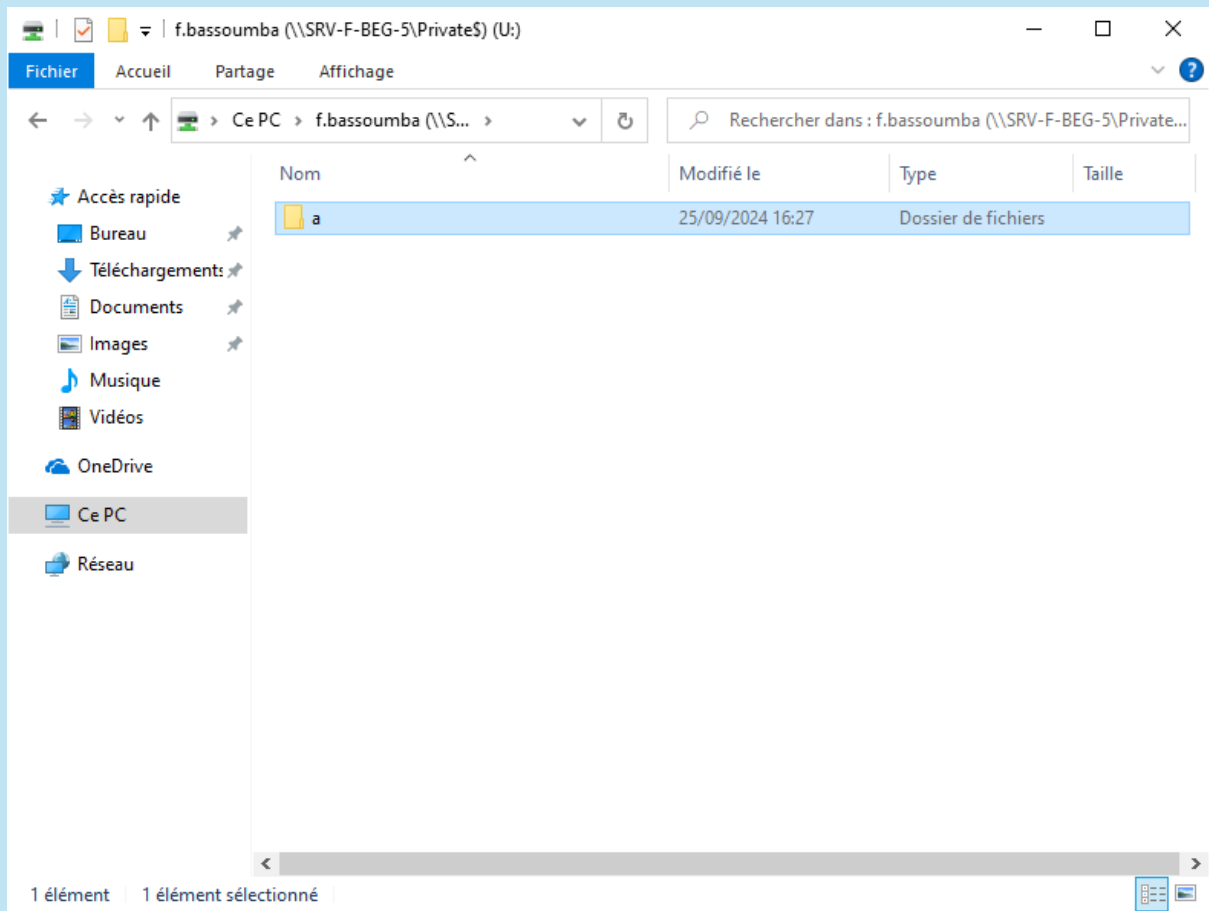 f.bassoumba (\\SRV-F-BEG-5\Private$) (U:)
Fichier Accueil Partage Affichage
Ce PC f.bassoumba (\\S... Rechercher dans : f.bassoumba (\\SRV-F-BEG-5\Private...
Nom Modifié le Type Taille
a 25/09/2024 16:27 Dossier de fichiers
Accès rapide
Bureau
Téléchargements
Documents
Images
Musique
Vidéos
OneDrive
Ce PC
Réseau
1 élément 1 élément sélectionné